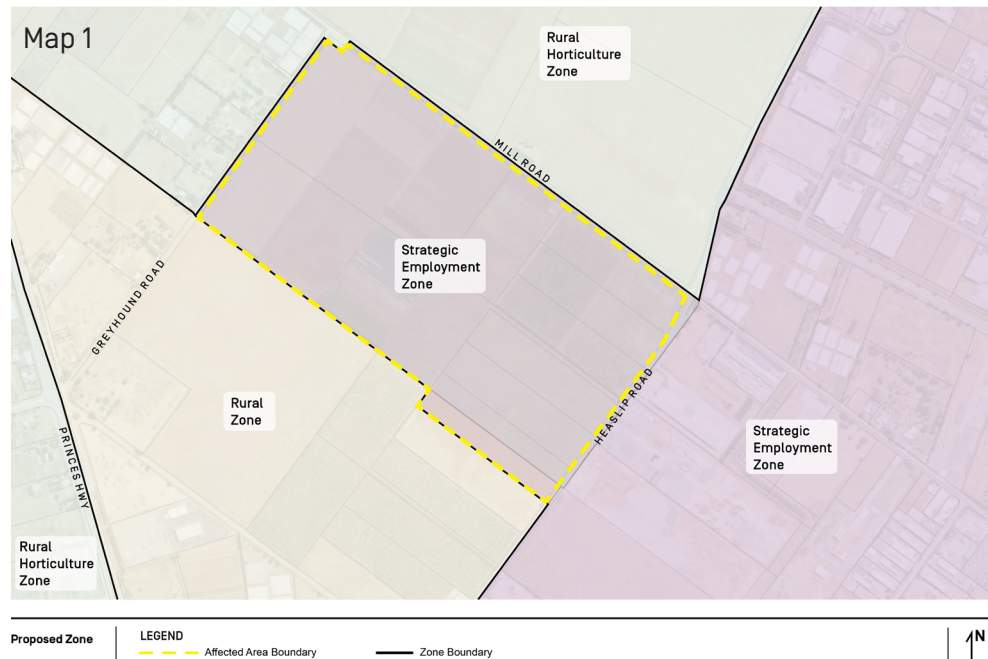 Map 1
Rural
Horticulture
Zone
MILL ROAD
Strategic
Employment
Zone
GREYHOUND ROAD
HEASLIP ROAD
Rural
Zone
Strategic
Employment
Zone
PRINCES HWY
Rural
Horticulture
Zone
Proposed Zone
LEGEND
Affected Area Boundary
Zone Boundary
N